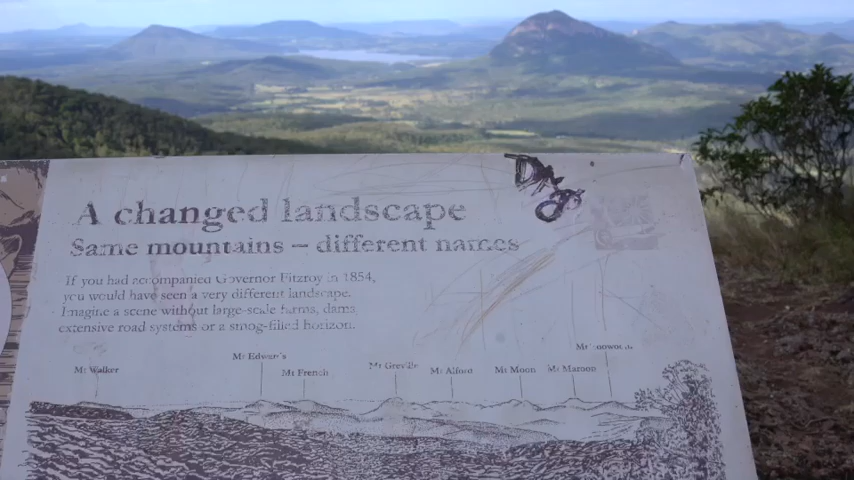 A changed landscape
Same mountains – different names
If you had accompanied Governor Fitzroy in 1854,
you would have seen a very different landscape.
Imagine a scene without large-scale farms, dams,
extensive road systems or a smog-filled horizon.
Mt Walker
Mt Edwards
Mt French
Mt Greville
Mt Alford
Mt Moon
Mt Maroon
Mt